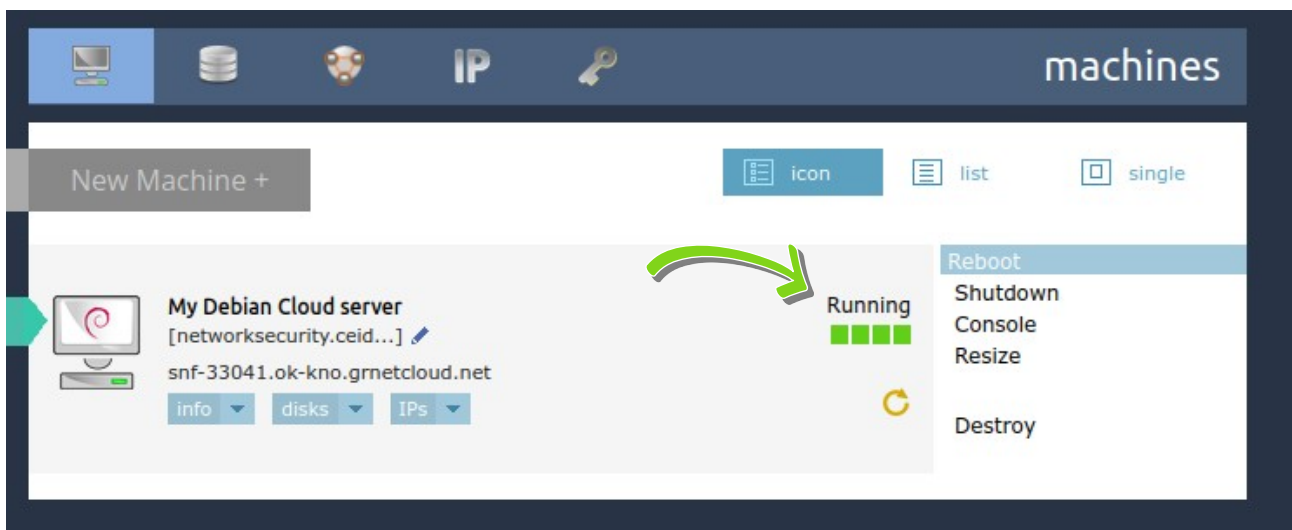 IP
machines
New Machine +
icon
list
single
My Debian Cloud server
[networksecurity.ceid...]
snf-33041.ok-kno.grnetcloud.net
info
disks
IPs
Running
Reboot
Shutdown
Console
Resize
Destroy